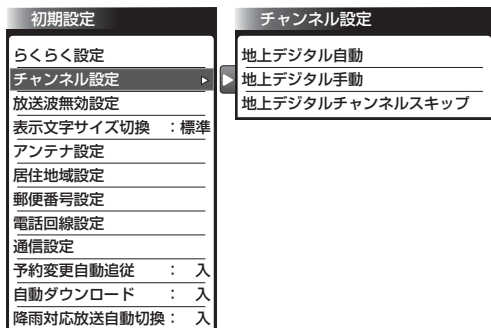 初期設定
らくらく設定
チャンネル設定
放送波無効設定
表示文字サイズ切換 ：標準
アンテナ設定
居住地域設定
郵便番号設定
電話回線設定
通信設定
予約変更自動追従 ： 入
自動ダウンロード ： 入
降雨対応放送自動切換： 入
チャンネル設定
地上デジタル自動
地上デジタル手動
地上デジタルチャンネルスキップ